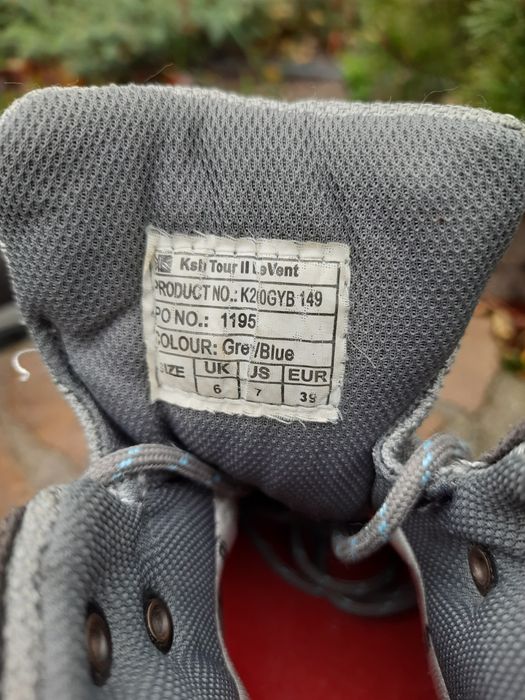 Ksb Tour II eVent
PRODUCT NO.: K200GYB 149
PO NO.: 1195
COLOUR: Grey/Blue
SIZE UK US EUR
6 7 39